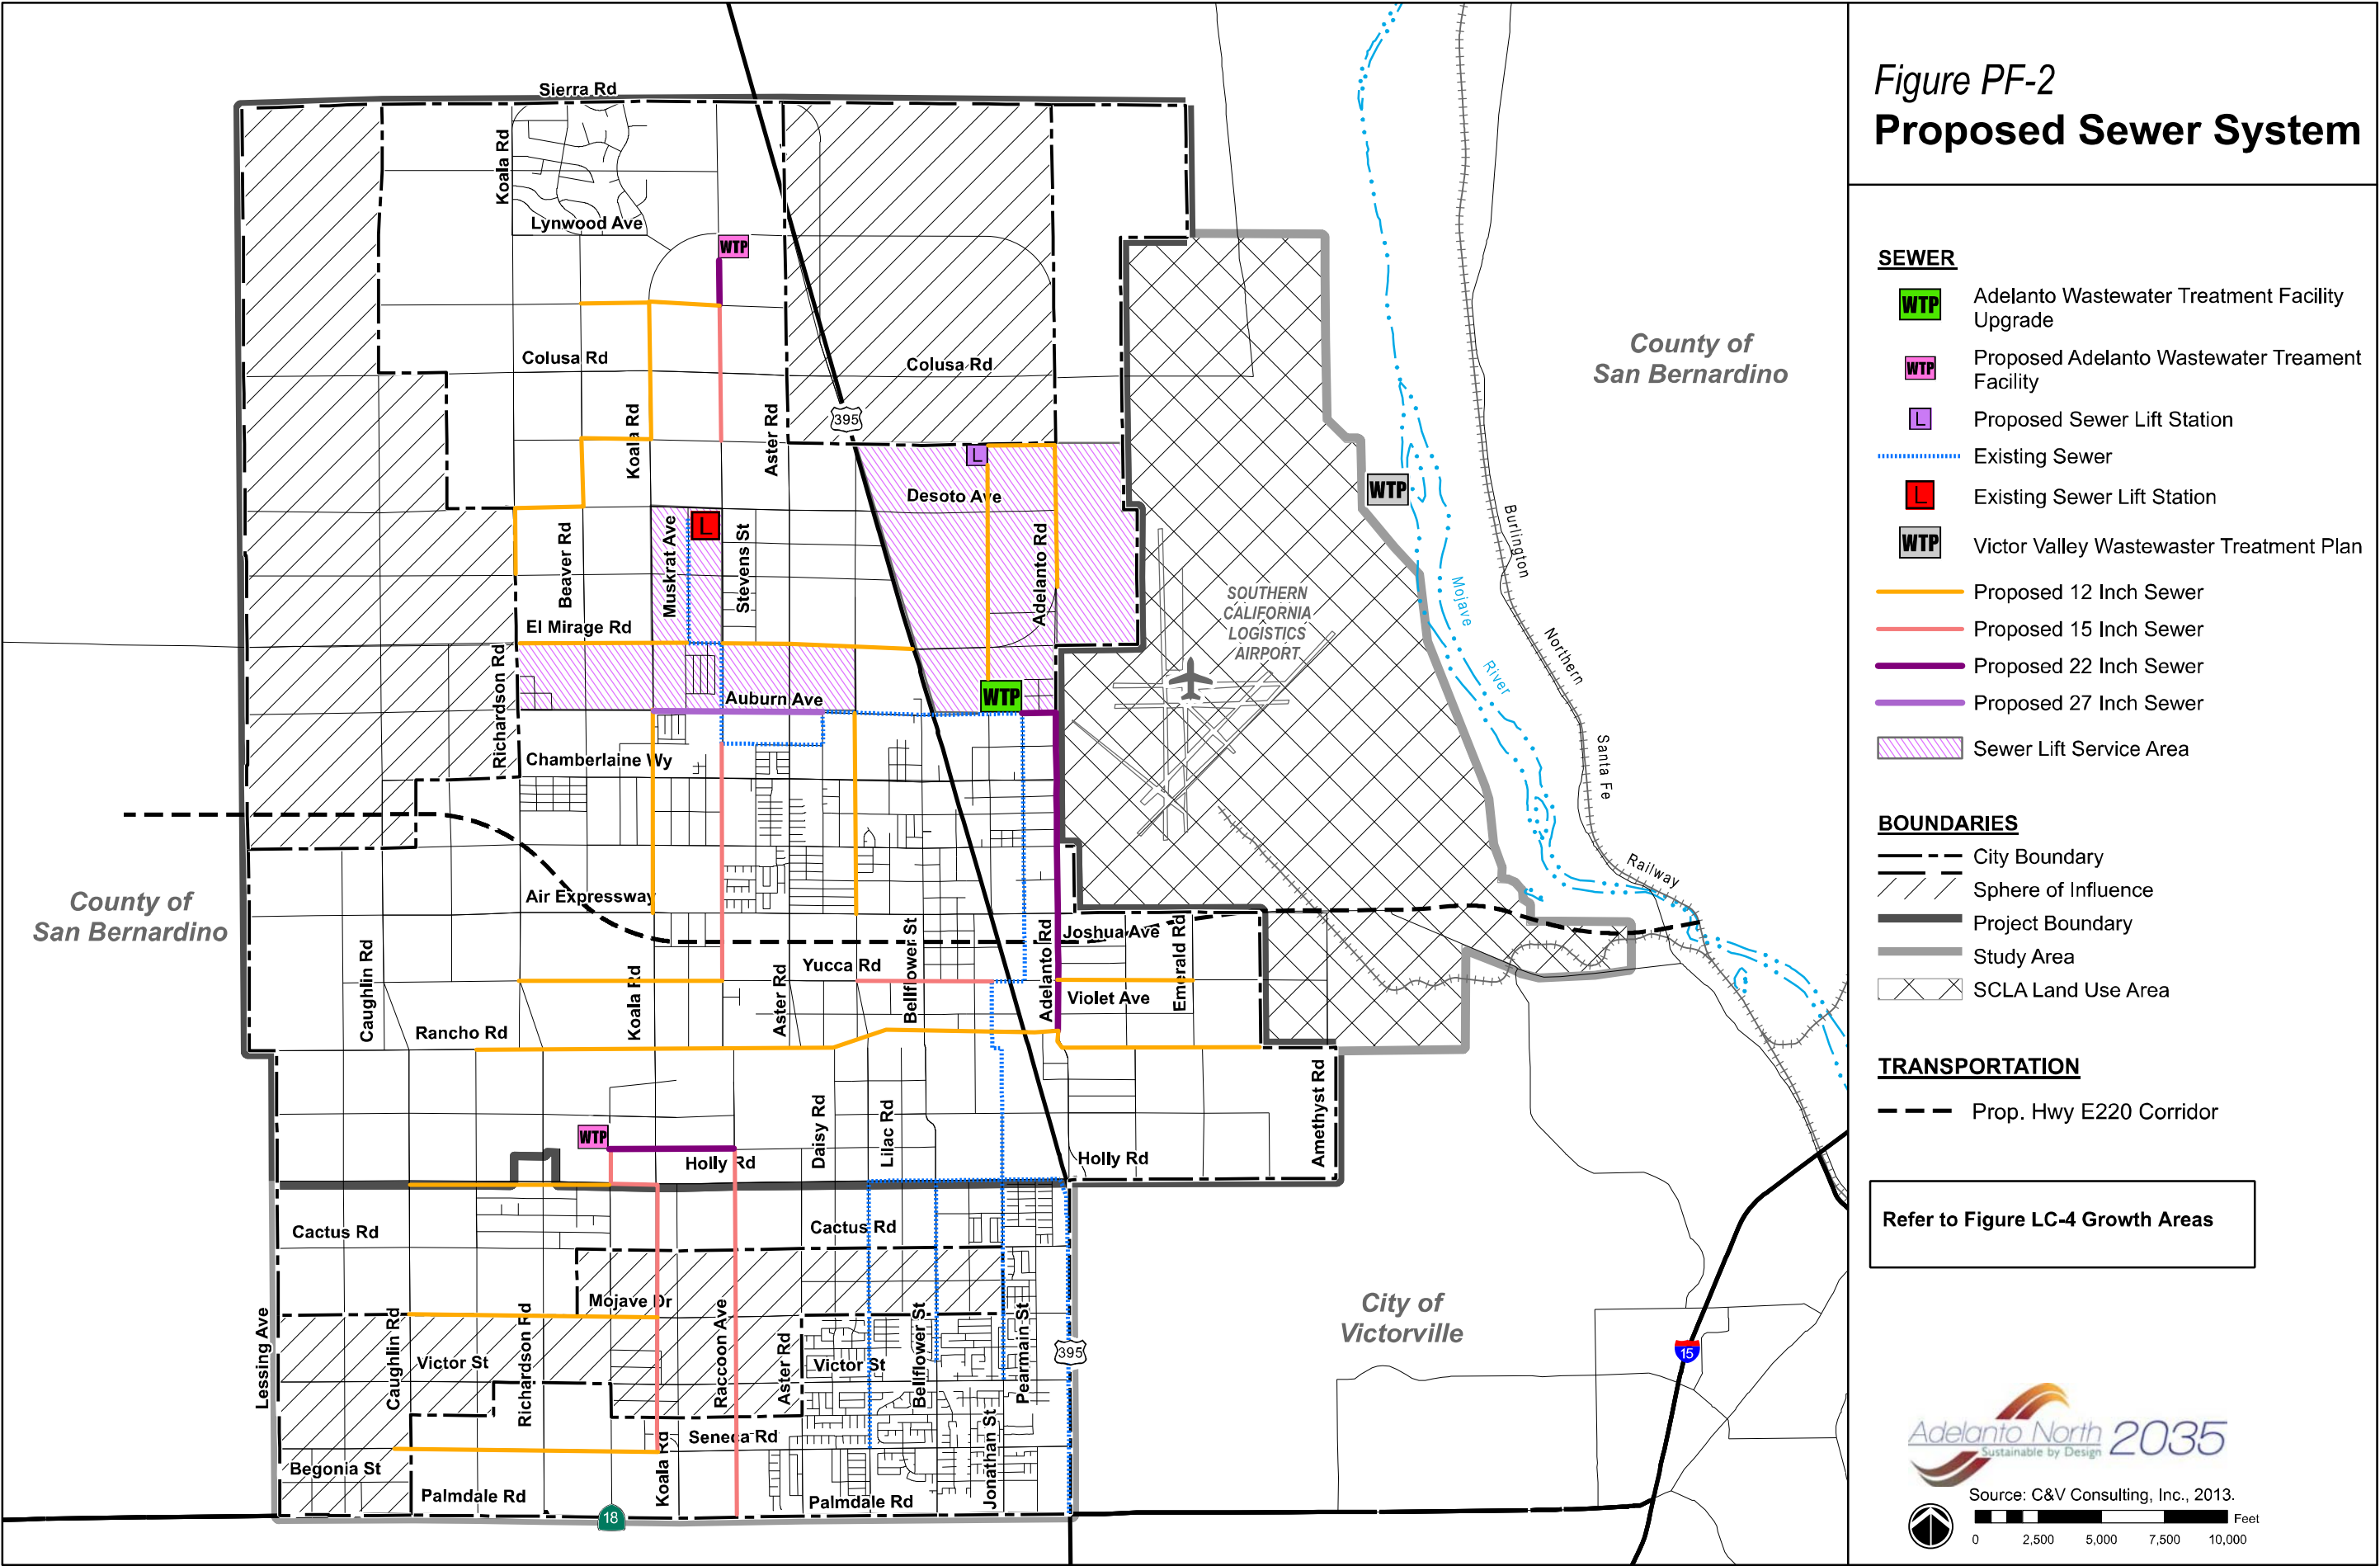 Figure PF-2
Proposed Sewer System
SEWER
WTP
Adelanto Wastewater Treatment Facility
Upgrade
WTP
Proposed Adelanto Wastewater Treament
Facility
L
Proposed Sewer Lift Station
Existing Sewer
L
Existing Sewer Lift Station
WTP
Victor Valley Wastewaster Treatment Plan
Proposed 12 Inch Sewer
Proposed 15 Inch Sewer
Proposed 22 Inch Sewer
Proposed 27 Inch Sewer
Sewer Lift Service Area
BOUNDARIES
City Boundary
Sphere of Influence
Project Boundary
Study Area
SCLA Land Use Area
TRANSPORTATION
Prop. Hwy E220 Corridor
Refer to Figure LC-4 Growth Areas
Adelanto North 2035
Sustainable by Design
Source: C&V Consulting, Inc., 2013.
Feet
0 2,500 5,000 7,500 10,000
Sierra Rd
Koala Rd
Lynwood Ave
WTP
Colusa Rd
Colusa Rd
Koala Rd
Aster Rd
395
L
Desoto Ave
L
Beaver Rd
Muskrat Ave
Stevens St
Adelanto Rd
El Mirage Rd
Richardson Rd
Auburn Ave
WTP
Chamberlaine Wy
Air Expressway
County of
San Bernardino
County of
San Bernardino
WTP
SOUTHERN
CALIFORNIA
LOGISTICS
AIRPORT
Mojave
River
Burlington
Northern
Santa Fe
Railway
Caughlin Rd
Koala Rd
Aster Rd
Yucca Rd
Bellflower St
Adelanto Rd
Joshua Ave
Emerald Rd
Violet Ave
Rancho Rd
WTP
Holly Rd
Daisy Rd
Lilac Rd
Holly Rd
Amethyst Rd
Cactus Rd
Cactus Rd
Mojave Dr
Lessing Ave
Caughlin Rd
Victor St
Richardson Rd
Raccoon Ave
Aster Rd
Victor St
Bellflower St
Pearmain St
395
City of
Victorville
15
Seneca Rd
Koala Rd
Jonathan St
Begonia St
Palmdale Rd
Palmdale Rd
18